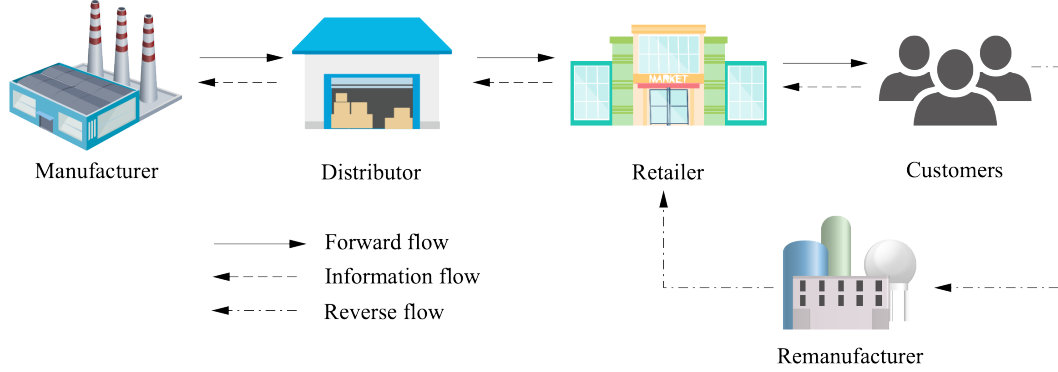 MARKET
Manufacturer
Distributor
Retailer
Customers
Forward flow
Information flow
Reverse flow
Remanufacturer